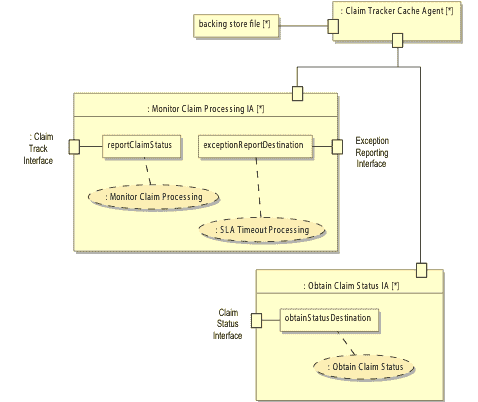 : Claim Tracker Cache Agent [*]
backing store file [*]
: Monitor Claim Processing IA [*]
: Claim
Track
Interface
reportClaimStatus
exceptionReportDestination
Exception
Reporting
Interface
: Monitor Claim Processing
: SLA Timeout Processing
: Obtain Claim Status IA [*]
Claim
Status
Interface
obtainStatusDestination
: Obtain Claim Status